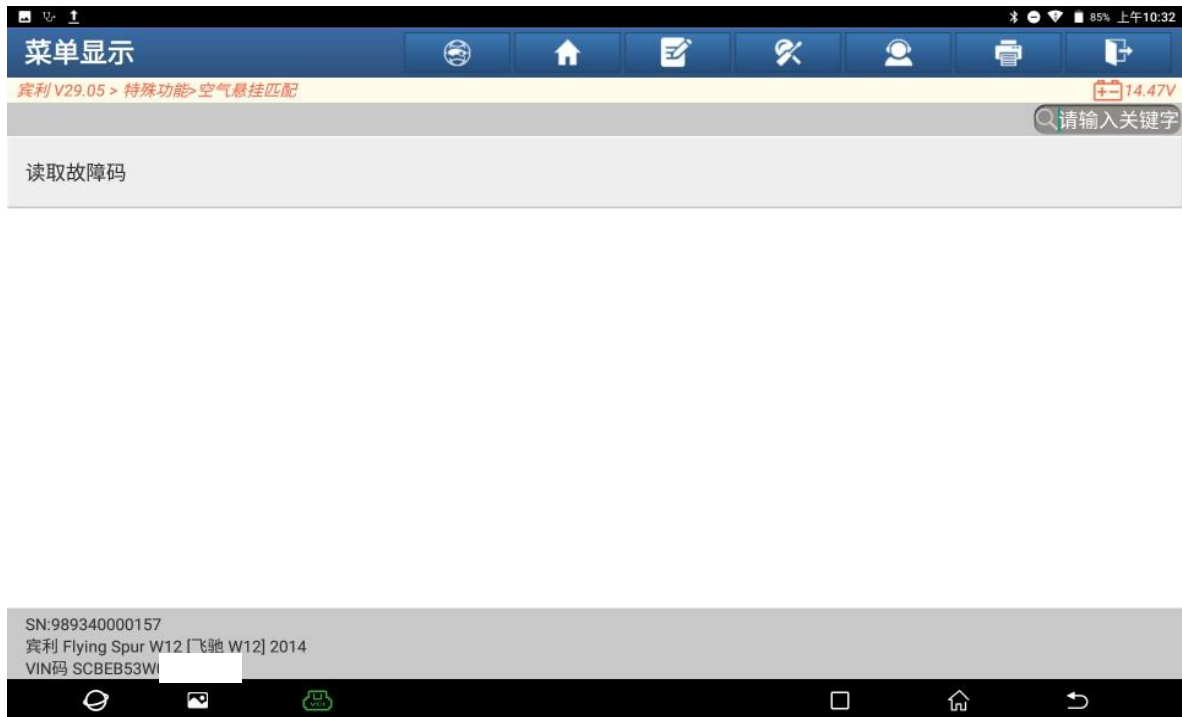 85% 上午10:32
菜单显示
宾利 V29.05 > 特殊功能>空气悬挂匹配
14.47V
请输入关键字
读取故障码
SN:989340000157
宾利 Flying Spur W12 [飞驰 W12] 2014
VIN码 SCBEB53W
VCI